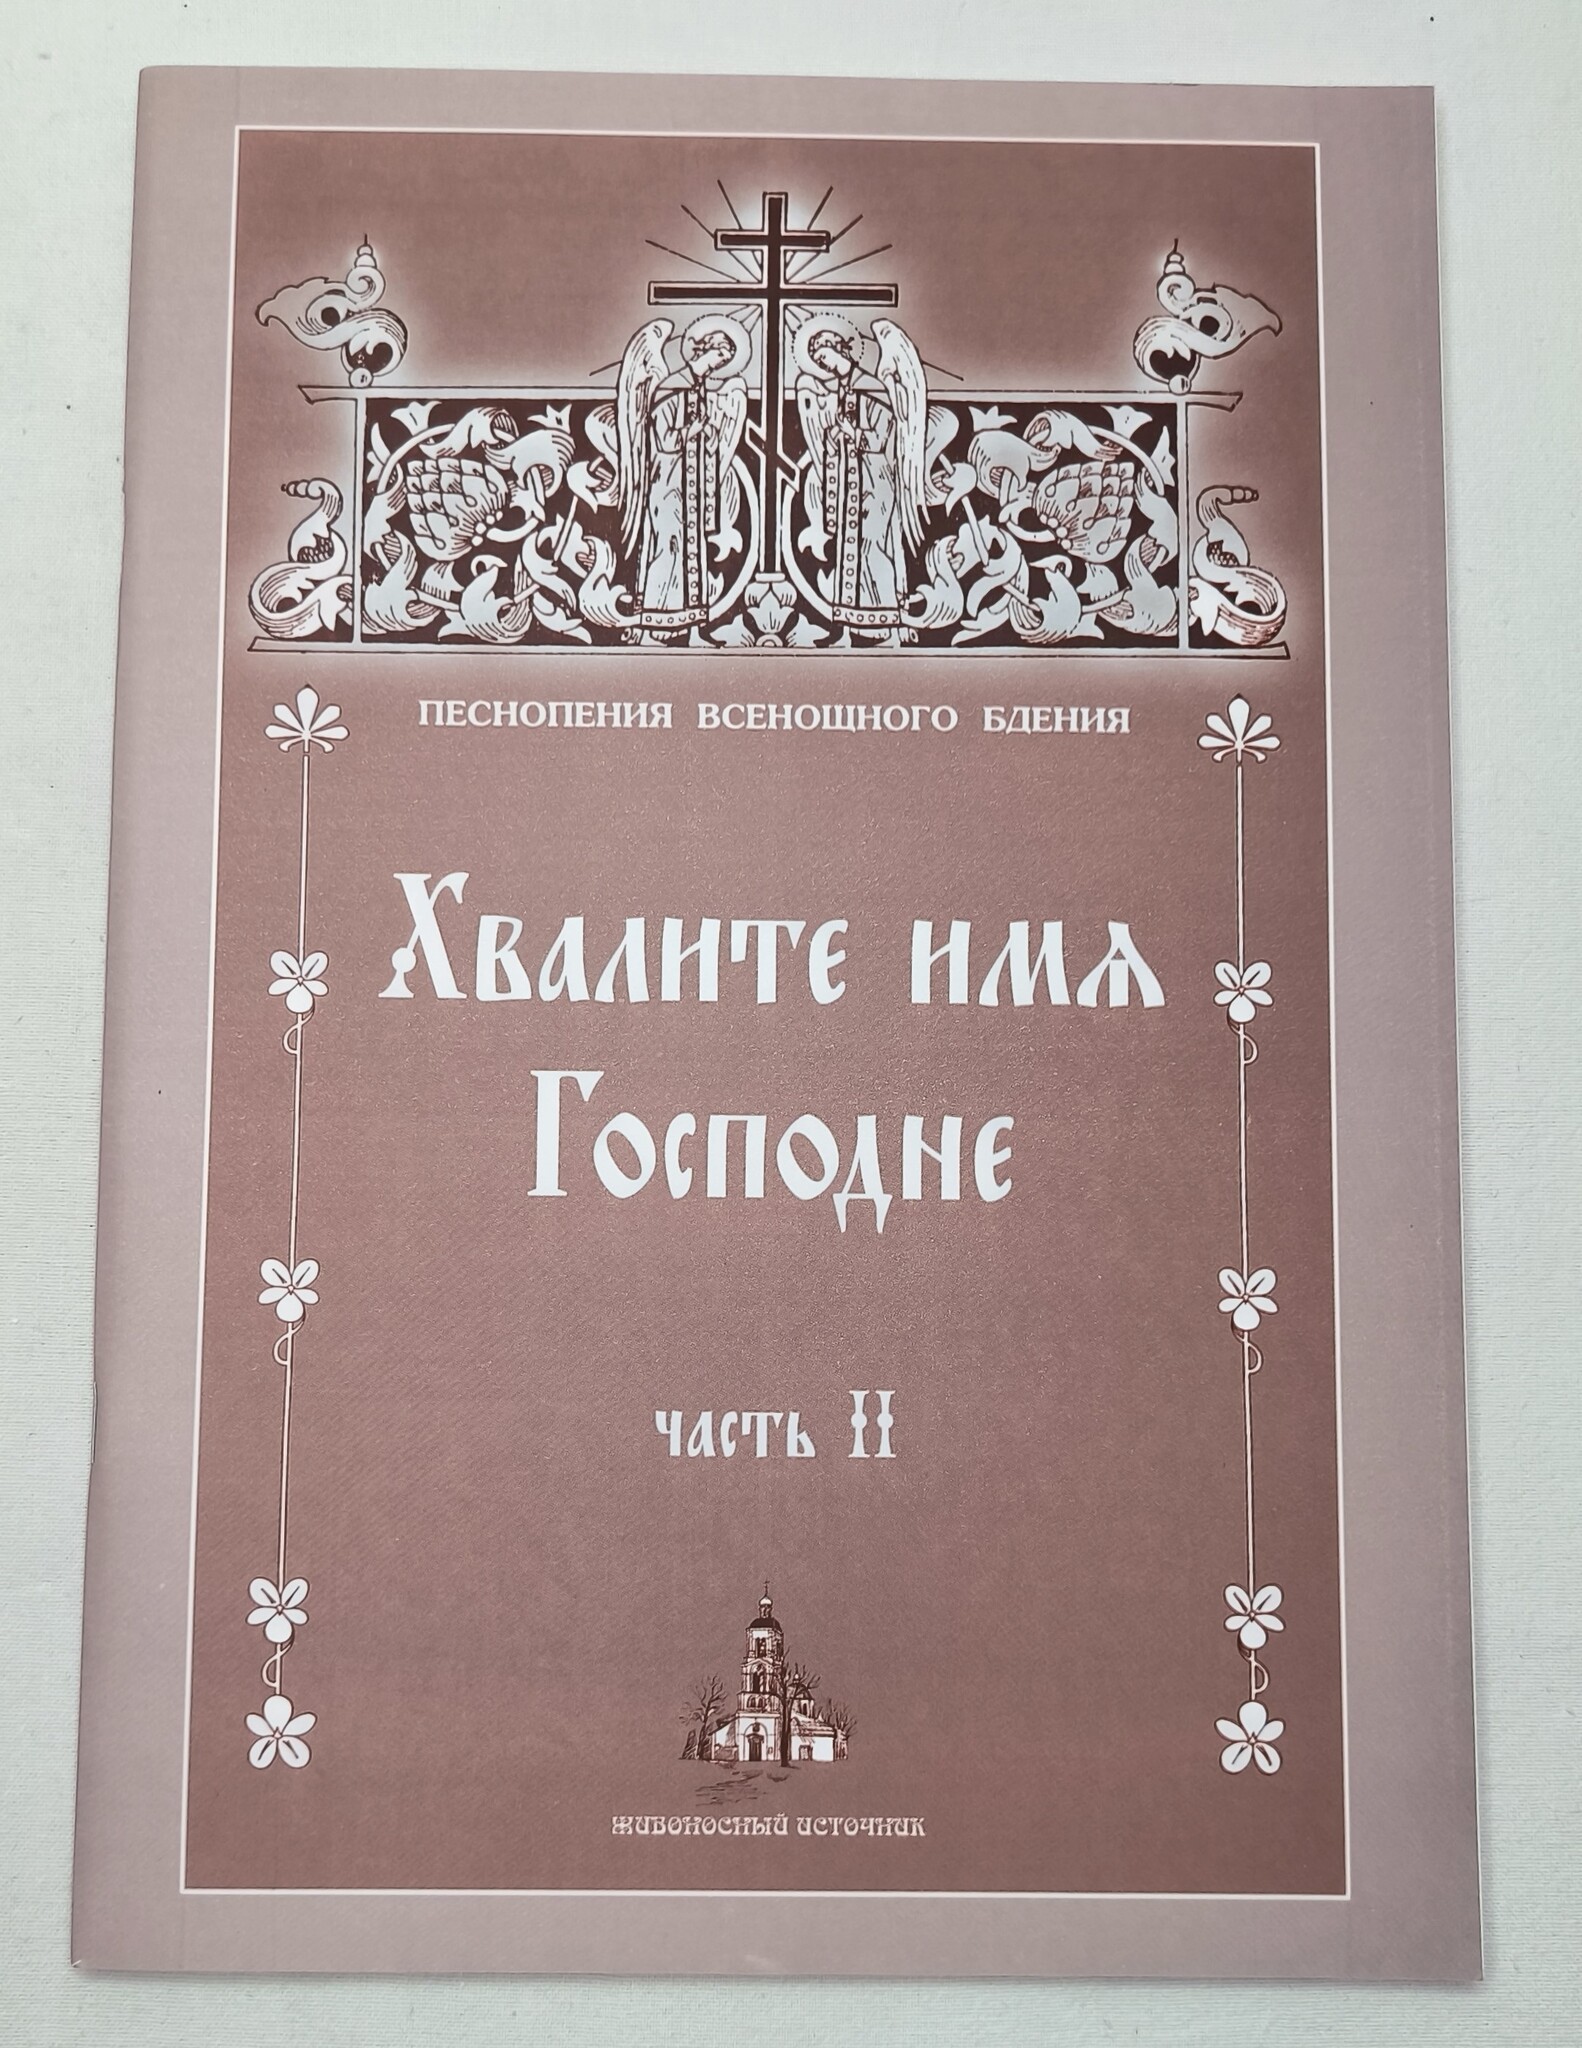 ПЕСНОПЕНИЯ ВСЕНОЩНОГО БДЕНИЯ
Хвалите имѧ
Господне
часть II
ЖИВОНОСНЫЙ ИСТОЧНИК